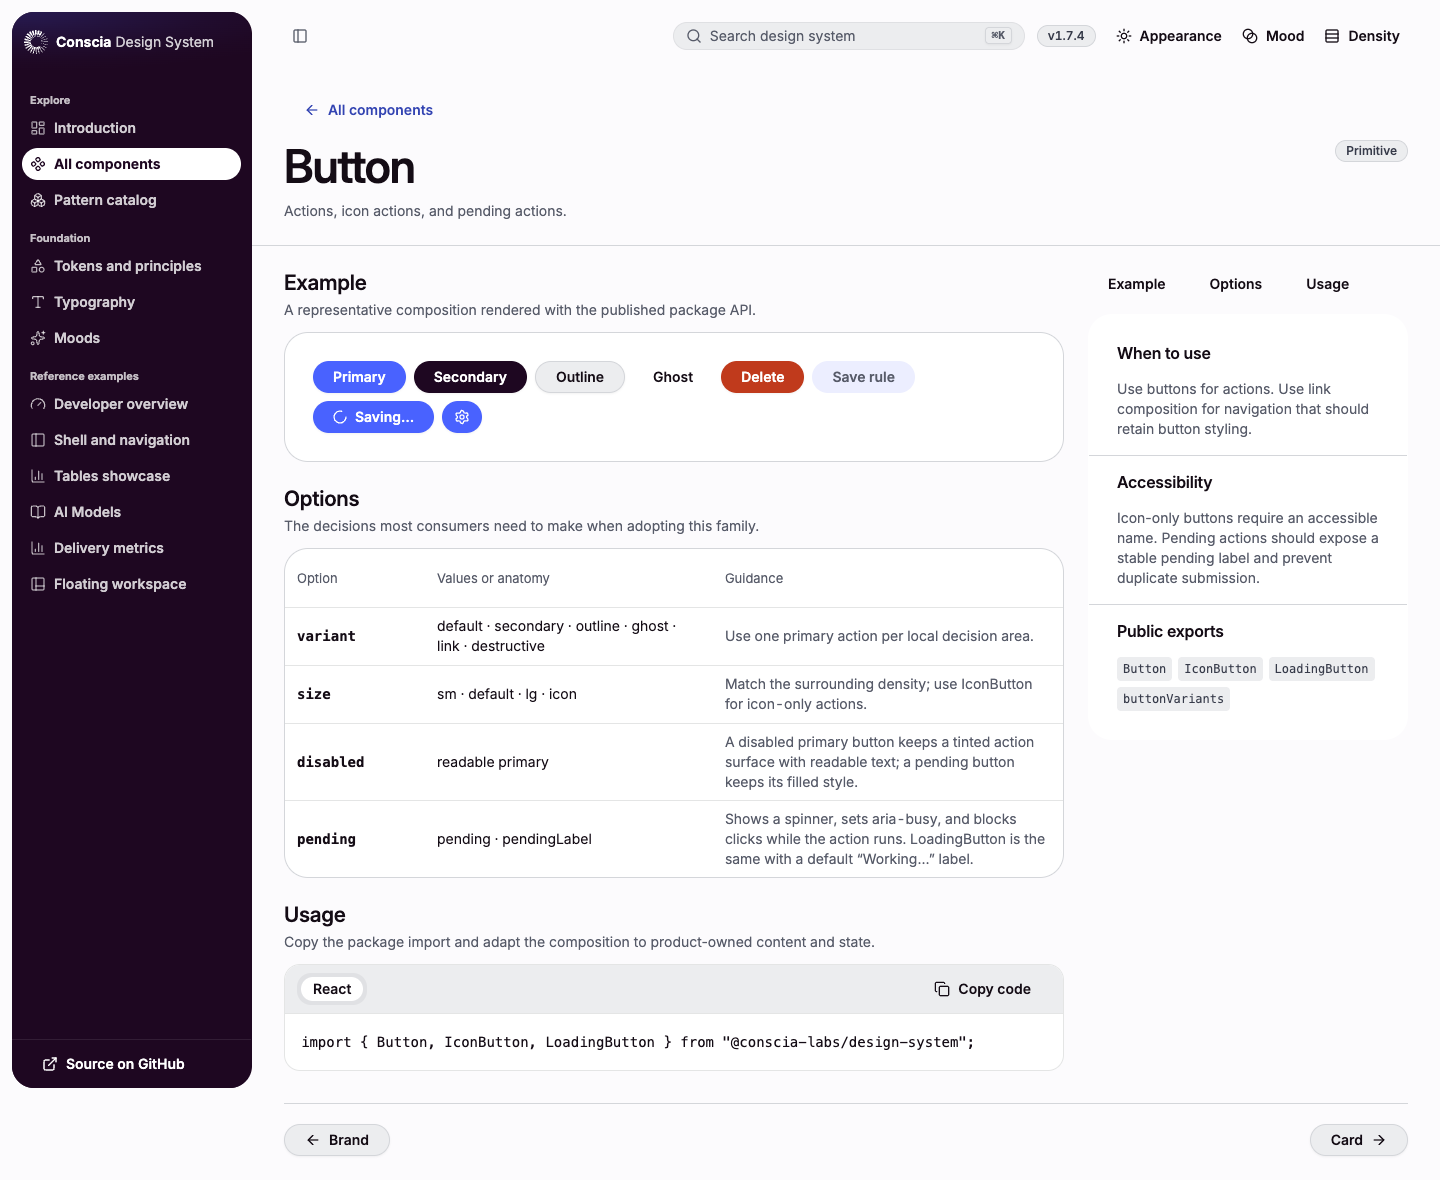 Conscia Design System
Explore
Introduction
All components
Pattern catalog
Foundation
Tokens and principles
Typography
Moods
Reference examples
Developer overview
Shell and navigation
Tables showcase
AI Models
Delivery metrics
Floating workspace
Source on GitHub
Search design system ⌘K v1.7.4 Appearance Mood Density
All components
Button
Primitive
Actions, icon actions, and pending actions.
Example
A representative composition rendered with the published package API.
Primary Secondary Outline Ghost Delete Save rule
Saving...
Options
The decisions most consumers need to make when adopting this family.
Option Values or anatomy Guidance
variant
default · secondary · outline · ghost ·
link · destructive
Use one primary action per local decision area.
size
sm · default · lg · icon
Match the surrounding density; use IconButton
for icon-only actions.
disabled
readable primary
A disabled primary button keeps a tinted action
surface with readable text; a pending button
keeps its filled style.
pending
pending · pendingLabel
Shows a spinner, sets aria-busy, and blocks
clicks while the action runs. LoadingButton is the
same with a default “Working…” label.
Usage
Copy the package import and adapt the composition to product-owned content and state.
React Copy code
import { Button, IconButton, LoadingButton } from "@conscia-labs/design-system";
Example Options Usage
When to use
Use buttons for actions. Use link
composition for navigation that should
retain button styling.
Accessibility
Icon-only buttons require an accessible
name. Pending actions should expose a
stable pending label and prevent
duplicate submission.
Public exports
Button IconButton LoadingButton
buttonVariants
Brand
Card